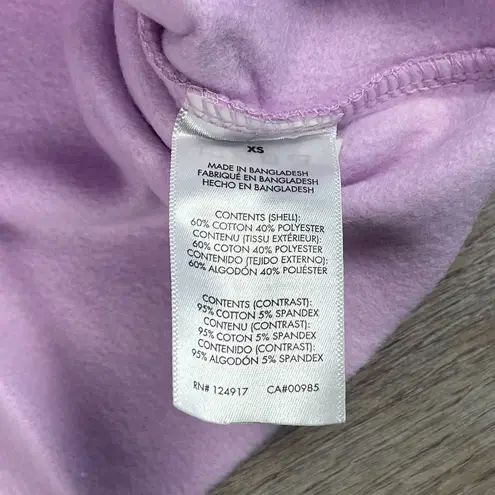 XS
MADE IN BANGLADESH
FABRIQUÉ EN BANGLADESH
HECHO EN BANGLADESH
CONTENTS (SHELL):
60% COTTON 40% POLYESTER
CONTENU (TISSU EXTÉRIEUR):
60% COTON 40% POLYESTER
CONTENIDO (TEJIDO EXTERNO):
60% ALGODÓN 40% POLIÉSTER
CONTENTS (CONTRAST):
95% COTTON 5% SPANDEX
CONTENU (CONTRAST):
95% COTON 5% SPANDEX
CONTENIDO (CONTRAST):
95% ALGODÓN 5% SPANDEX
RN# 124917 CA#00985